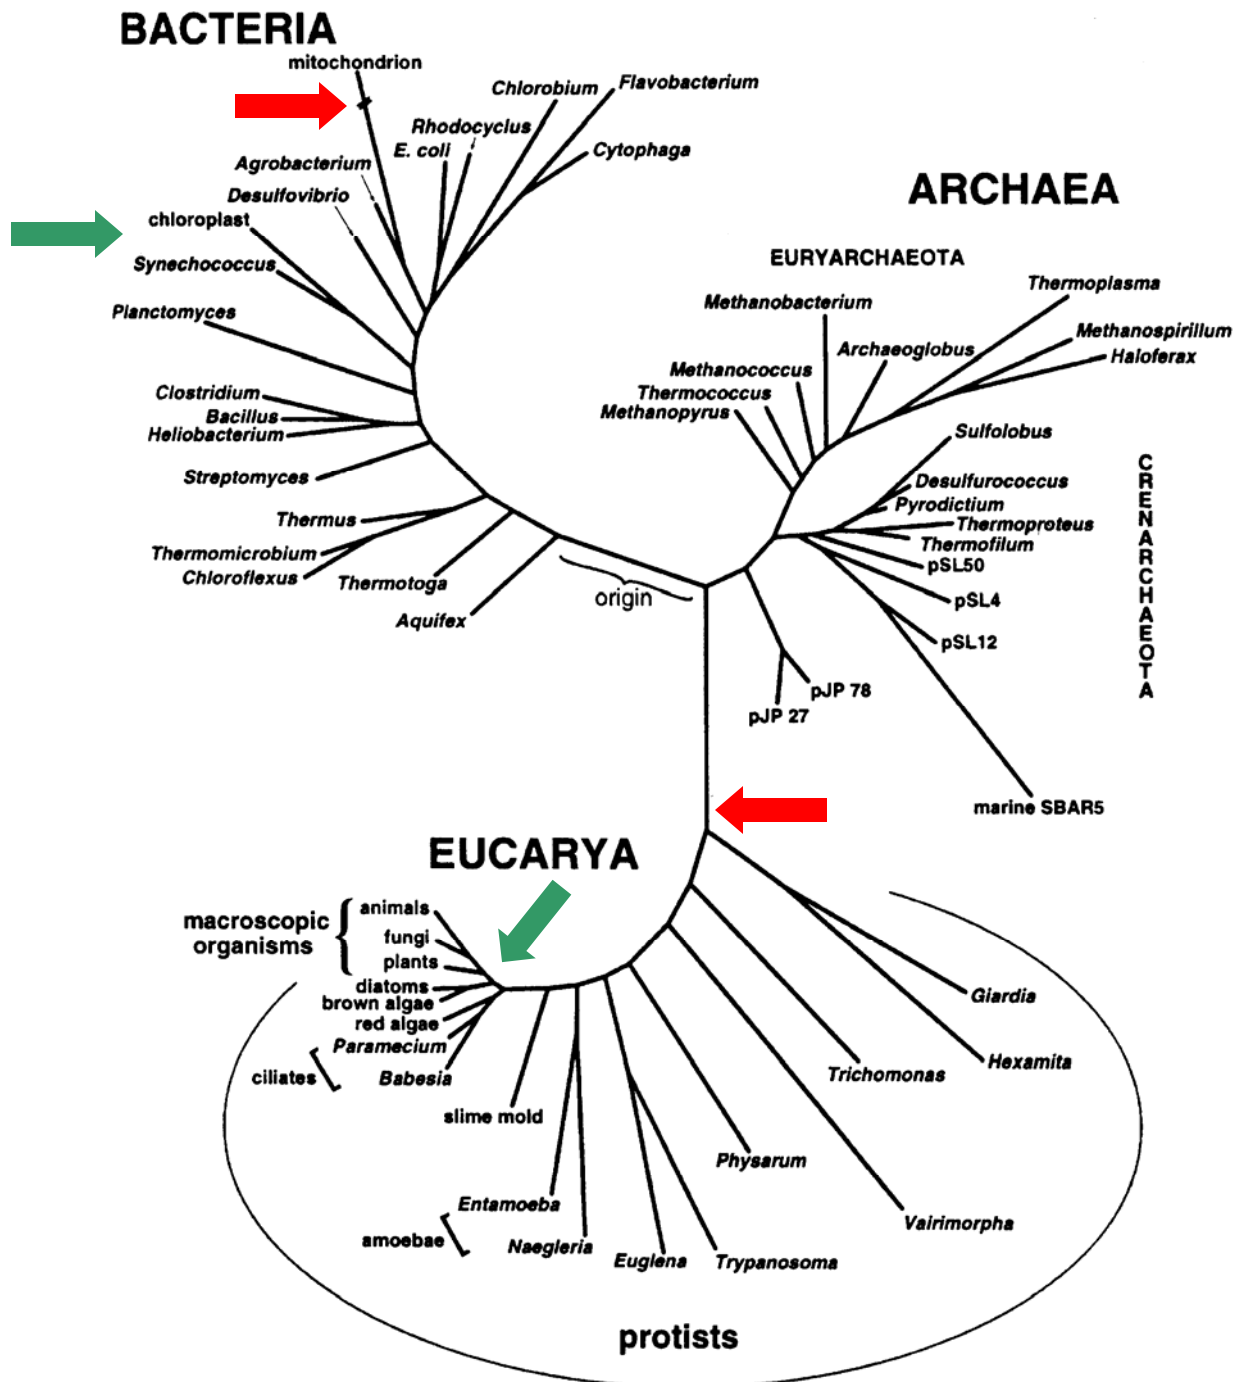 BACTERIA
mitochondrion
Chlorobium
Flavobacterium
Rhodocyclus
E. coli
Cytophaga
Agrobacterium
Desulfovibrio
chloroplast
Synechococcus
Planctomyces
Clostridium
Bacillus
Heliobacterium
Streptomyces
Thermus
Thermomicrobium
Chloroflexus
Thermotoga
Aquifex
origin
ARCHAEA
EURYARCHAEOTA
Thermoplasma
Methanobacterium
Methanospirillum
Archaeoglobus
Haloferax
Methanococcus
Thermococcus
Methanopyrus
Sulfolobus
Desulfurococcus
Pyrodictium
Thermoproteus
Thermofilum
pSL50
pSL4
pSL12
pJP 78
pJP 27
marine SBAR5
CRENARCHAEOTA
EUCARYA
macroscopic
organisms
animals
fungi
plants
diatoms
brown algae
red algae
Paramecium
ciliates
Babesia
slime mold
Entamoeba
amoebae
Naegleria
Euglena
Trypanosoma
Physarum
Vairimorpha
Trichomonas
Hexamita
Giardia
protists